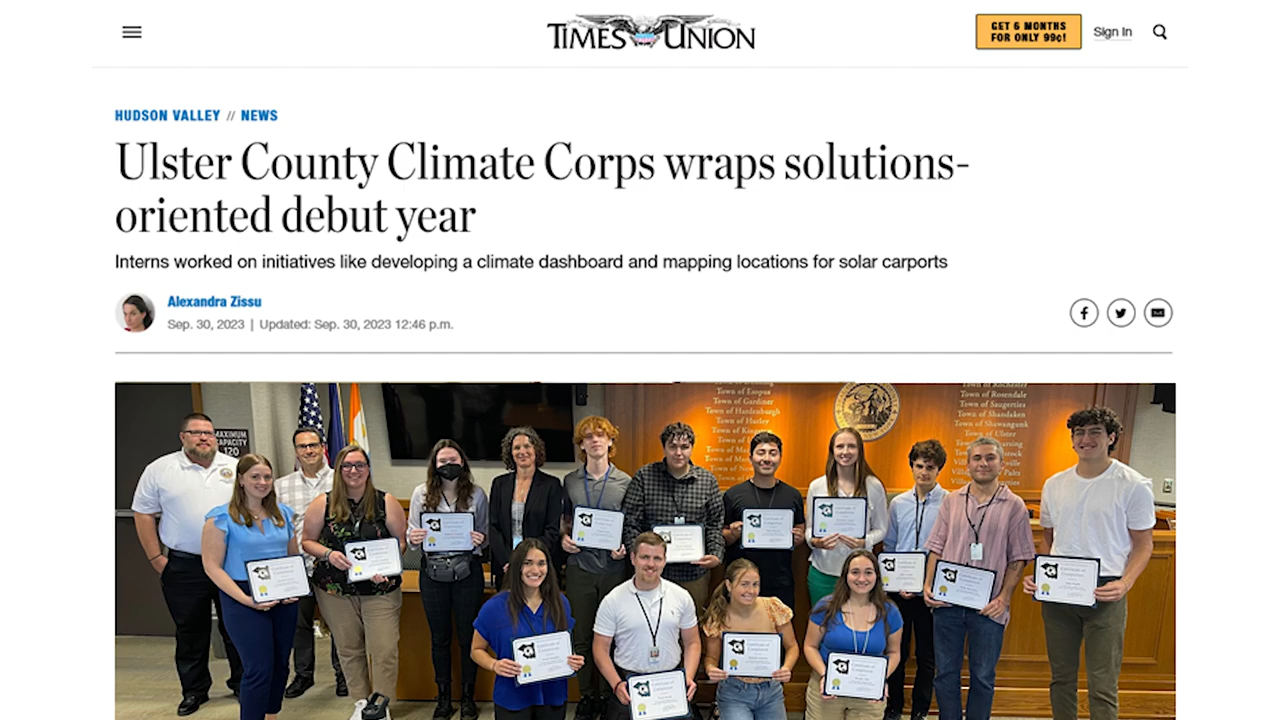 TIMES UNION
GET 6 MONTHS
FOR ONLY 99¢!
Sign In
HUDSON VALLEY // NEWS
Ulster County Climate Corps wraps solutions-
oriented debut year
Interns worked on initiatives like developing a climate dashboard and mapping locations for solar carports
Alexandra Zissu
Sep. 30, 2023 | Updated: Sep. 30, 2023 12:46 p.m.
MAXIMUM
CAPACITY
120
Town of Esopus
Town of Gardiner
Town of Hardenburgh
Town of Hurley
Town of Rochester
Town of Rosendale
Town of Saugerties
Town of Shandaken
Town of Shawangunk
Town of Ulster